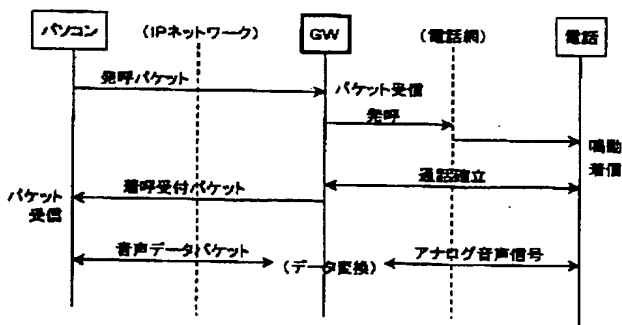 パソコン
(IPネットワーク)
GW
(電話網)
電話
発呼パケット
パケット受信
発呼
鳴動
着信
通話確立
着呼受付パケット
パケット
受信
音声データパケット
(データ変換)
アナログ音声信号